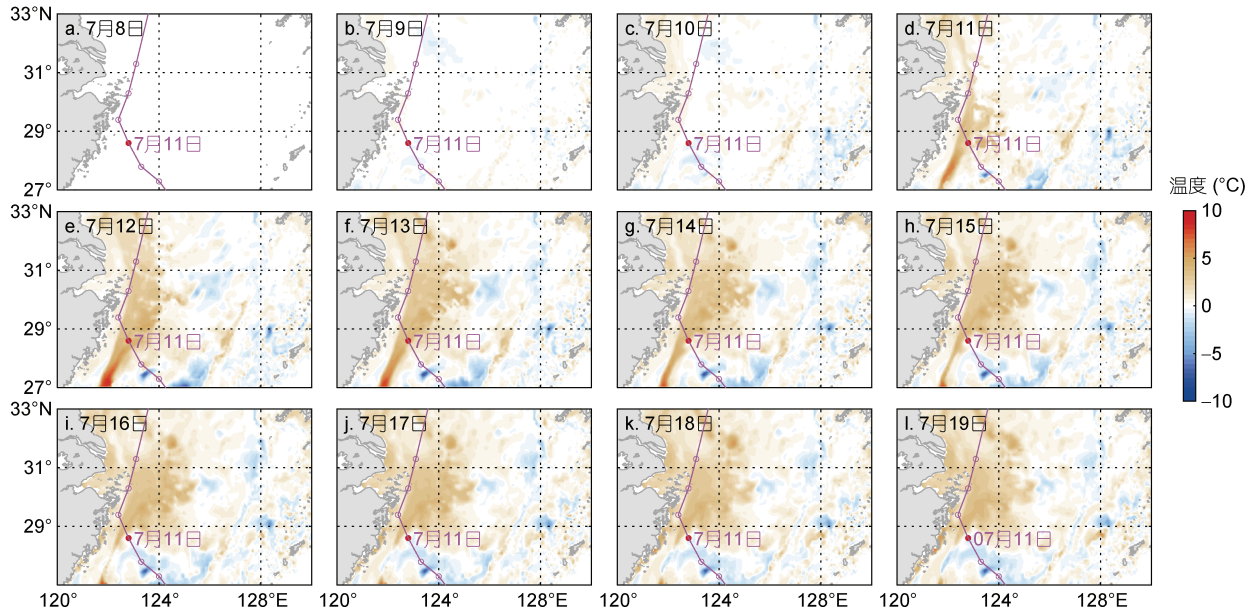 33°N
a. 7月8日
b. 7月9日
c. 7月10日
d. 7月11日
31°
29°
7月11日
7月11日
7月11日
7月11日
27°
温度 (°C)
33°N
e. 7月12日
f. 7月13日
g. 7月14日
h. 7月15日
10
31°
5
29°
0
7月11日
7月11日
7月11日
7月11日
−5
27°
−10
33°N
i. 7月16日
j. 7月17日
k. 7月18日
l. 7月19日
31°
29°
7月11日
7月11日
7月11日
07月11日
120°
124°
128°E
120°
124°
128°E
120°
124°
128°E
120°
124°
128°E